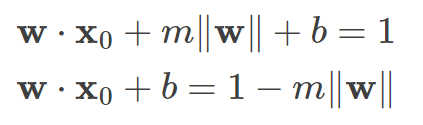 w · x₀ + m‖w‖ + b = 1
w · x₀ + b = 1 − m‖w‖